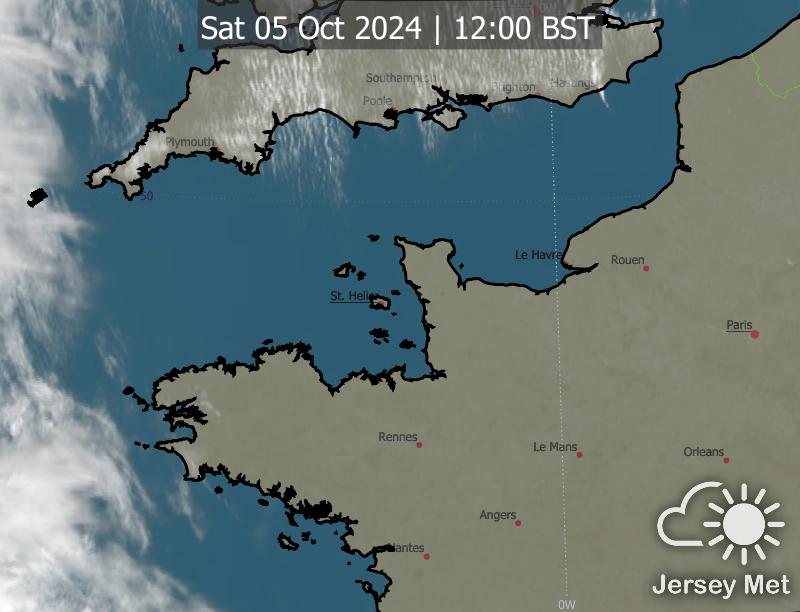 Sat 05 Oct 2024 | 12:00 BST
Southampton
Brighton
Hastings
Poole
Plymouth
50
Le Havre
Rouen
St. Helier
Paris
Rennes
Le Mans
Orleans
Angers
Nantes
0W
Jersey Met